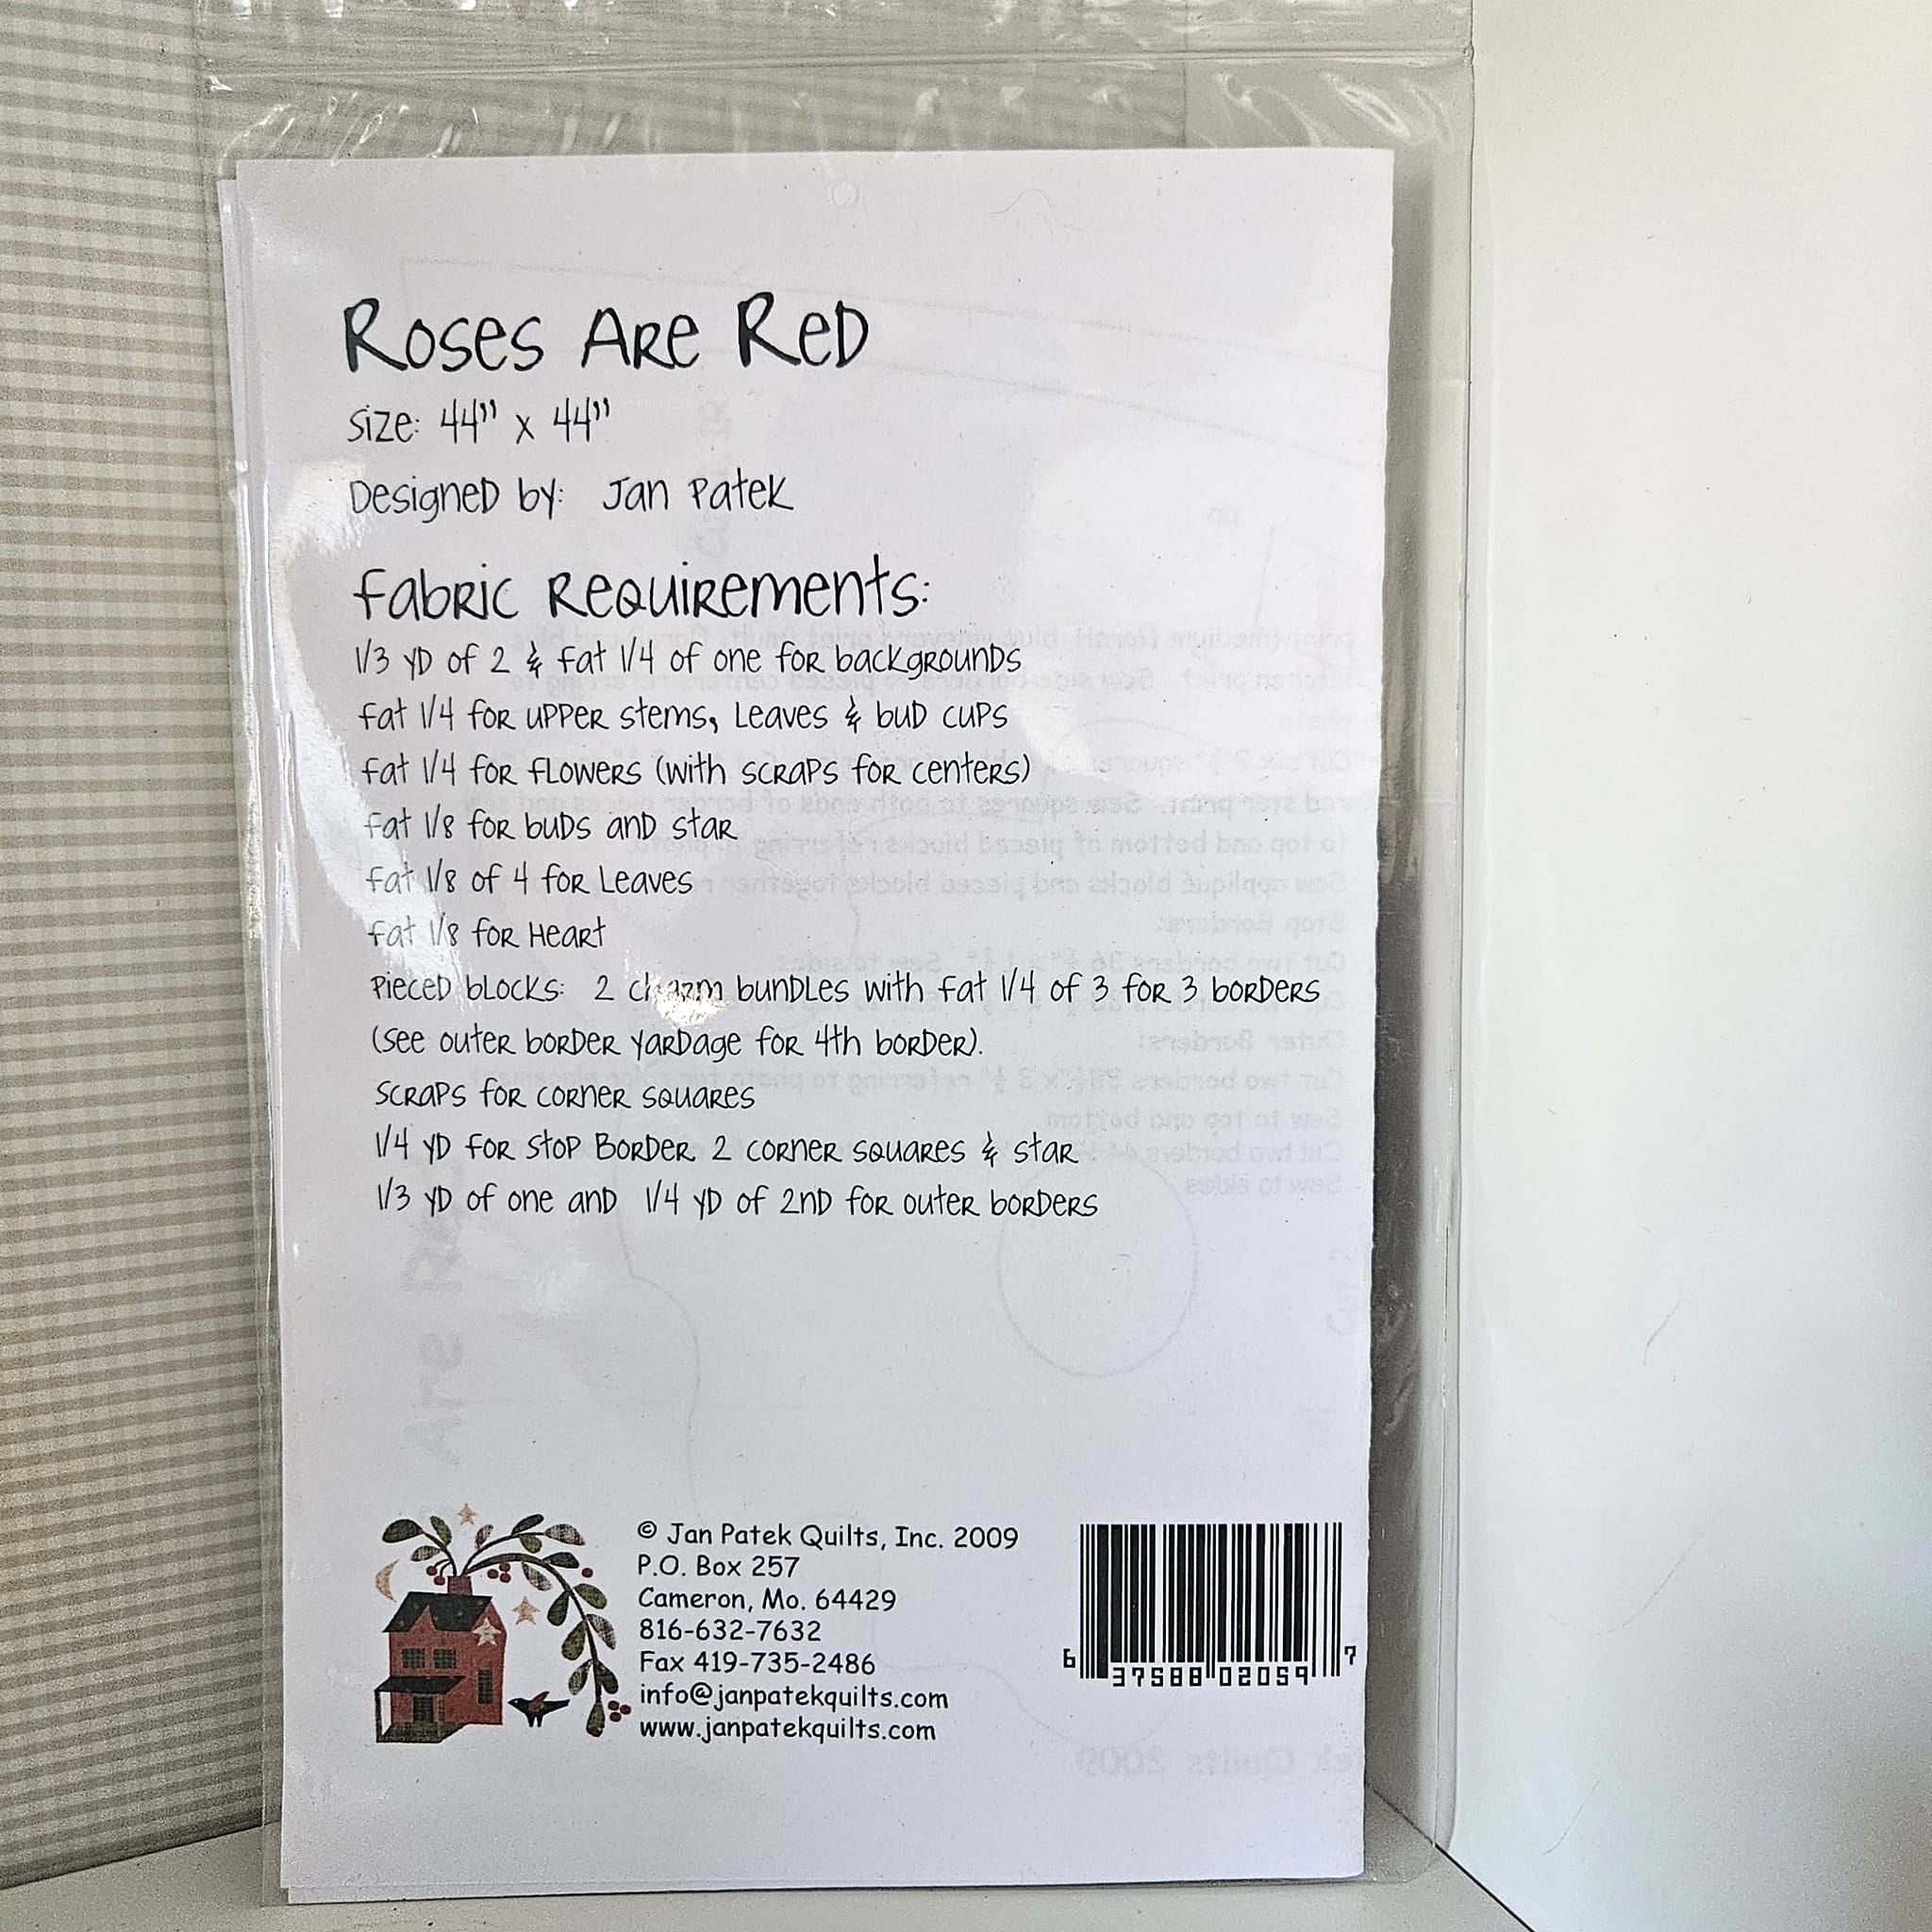 Roses Are Red
size: 44" x 44"
Designed by: Jan Patek
Fabric Requirements:
1/3 yd of 2 & fat 1/4 of one for backgrounds
fat 1/4 for upper stems, Leaves & bud cups
fat 1/4 for flowers (with scraps for centers)
fat 1/8 for buds and star
fat 1/8 of 4 for Leaves
fat 1/8 for Heart
Pieced blocks: 2 charm bundles with fat 1/4 of 3 for 3 borders
(see outer border yardage for 4th border).
scraps for corner squares
1/4 yd for stop Border 2 corner squares & star
1/3 yd of one and 1/4 yd of 2nd for outer borders
© Jan Patek Quilts, Inc. 2009
P.O. Box 257
Cameron, Mo. 64429
816-632-7632
Fax 419-735-2486
info@janpatekquilts.com
www.janpatekquilts.com
6 37588 02059 7